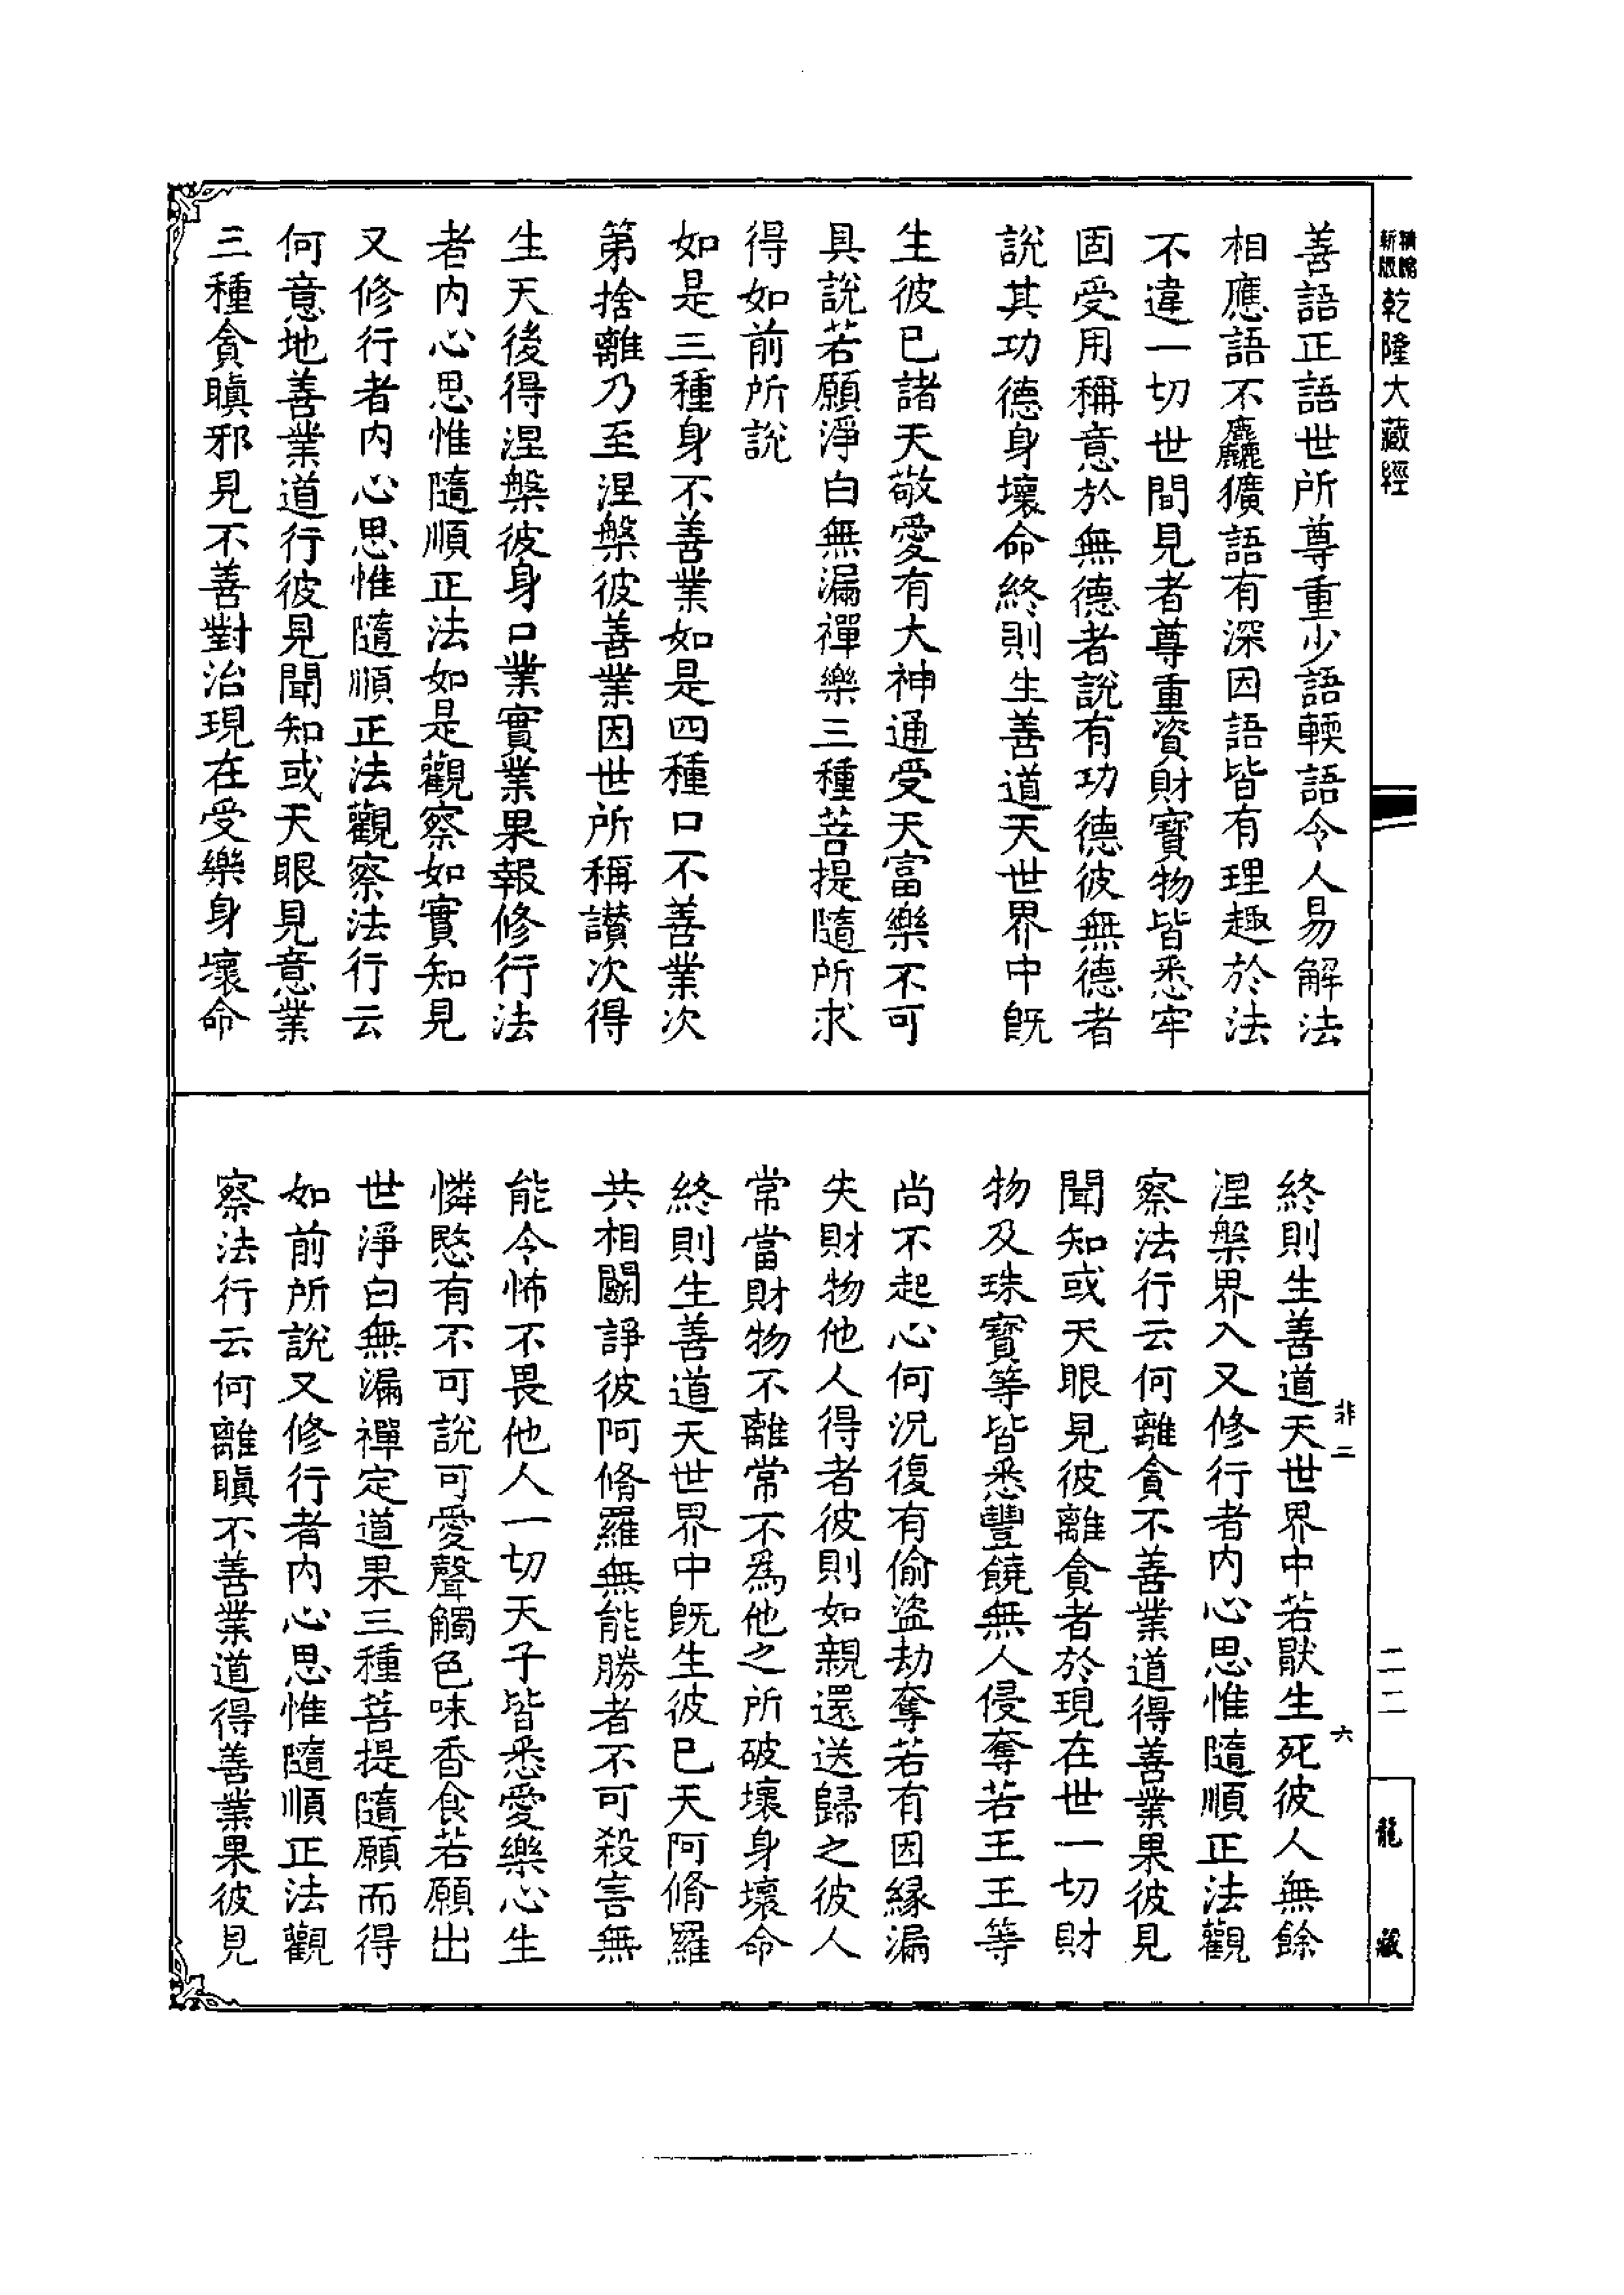 精縮新版乾隆大藏經
善語正語世所尊重少語輭語令人易解法
相應語不麤獷語有深因語皆有理趣於法
不違一切世間見者尊重資財寶物皆悉牢
固受用稱意於無德者說有功德彼無德者
說其功德身壞命終則生善道天世界中旣
生彼已諸天敬愛有大神通受天富樂不可
具說若願淨白無漏禪樂三種菩提隨所求
得如前所說
如是三種身不善業如是四種口不善業次
第捨離乃至涅槃彼善業因世所稱讚次得
生天後得涅槃彼身口業實業果報修行法
者內心思惟隨順正法如是觀察如實知見
又修行者內心思惟隨順正法觀察法行云
何意地善業道行彼見聞知或天眼見意業
三種貪瞋邪見不善對治現在受樂身壞命
非二 六
二二
龍藏
終則生善道天世界中若厭生死彼人無餘
涅槃界入又修行者內心思惟隨順正法觀
察法行云何離貪不善業道得善業果彼見
聞知或天眼見彼離貪者於現在世一切財
物及珠寶等皆悉豐饒無人侵奪若王王等
尚不起心何況復有偷盜劫奪若有因緣漏
失財物他人得者彼則如親還送歸之彼人
常當財物不離常不為他之所破壞身壞命
終則生善道天世界中旣生彼已天阿脩羅
共相鬭諍彼阿脩羅無能勝者不可殺害無
能令怖不畏他人一切天子皆悉愛樂心生
憐愍有不可說可愛聲觸色味香食若願出
世淨白無漏禪定道果三種菩提隨願而得
如前所說又修行者內心思惟隨順正法觀
察法行云何離瞋不善業道得善業果彼見